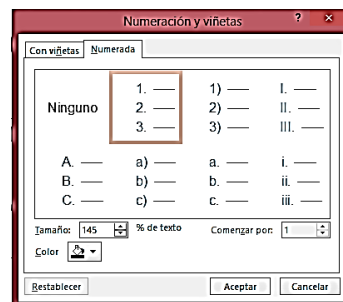 Numeración y viñetas ? ×
Con viñetas Numerada
Ninguno
1.
2.
3.
1)
2)
3)
I.
II.
III.
A.
B.
C.
a)
b)
c)
a.
b.
c.
i.
ii.
iii.
Tamaño: 145 % de texto Comenzar por: 1
Color
Restablecer Aceptar Cancelar